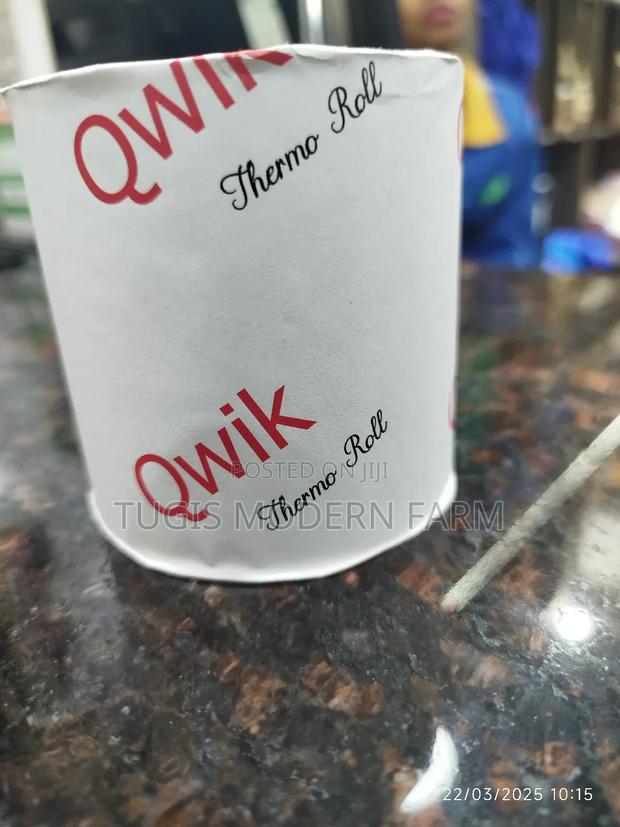 Qwik
Thermo Roll
Qwik
Thermo Roll
POSTED ON JIJI
TUGIS MODERN FARM
22/03/2025 10:15